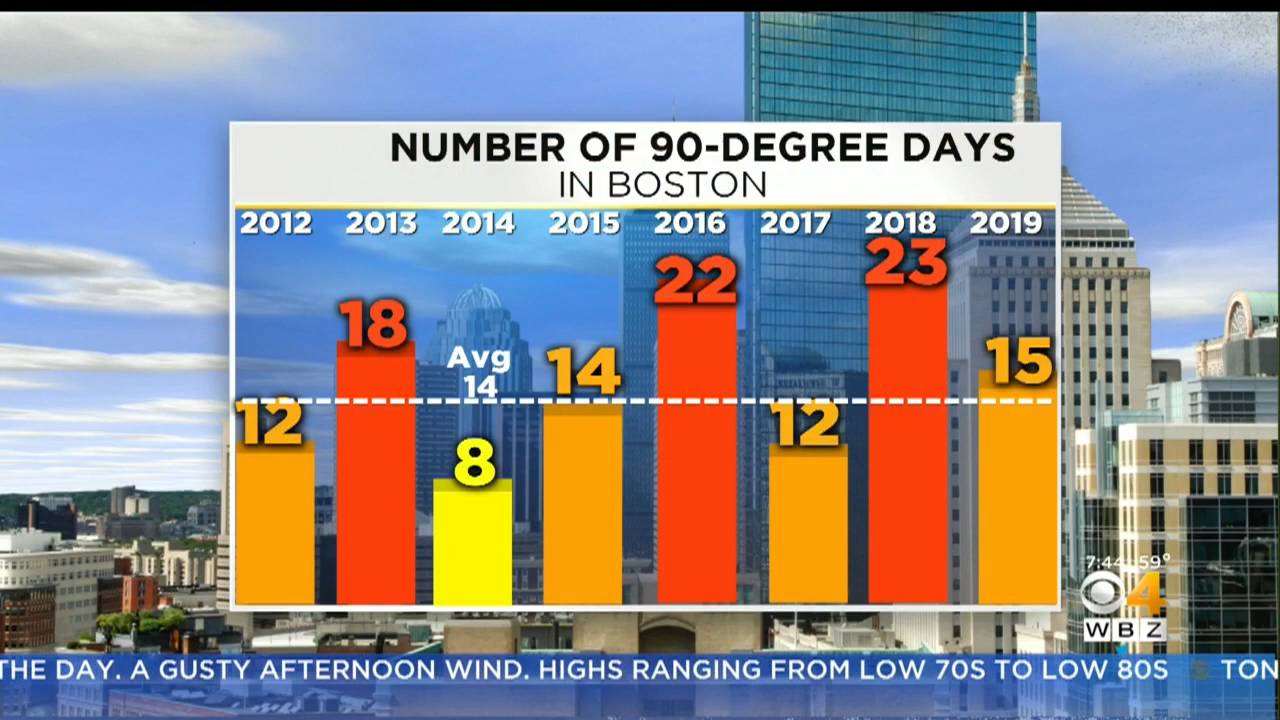 NUMBER OF 90-DEGREE DAYS
IN BOSTON
2012 2013 2014 2015 2016 2017 2018 2019
12 18 8 14 22 12 23 15
Avg
14
59°
4
WBZ
THE DAY. A GUSTY AFTERNOON WIND. HIGHS RANGING FROM LOW 70S TO LOW 80S TON